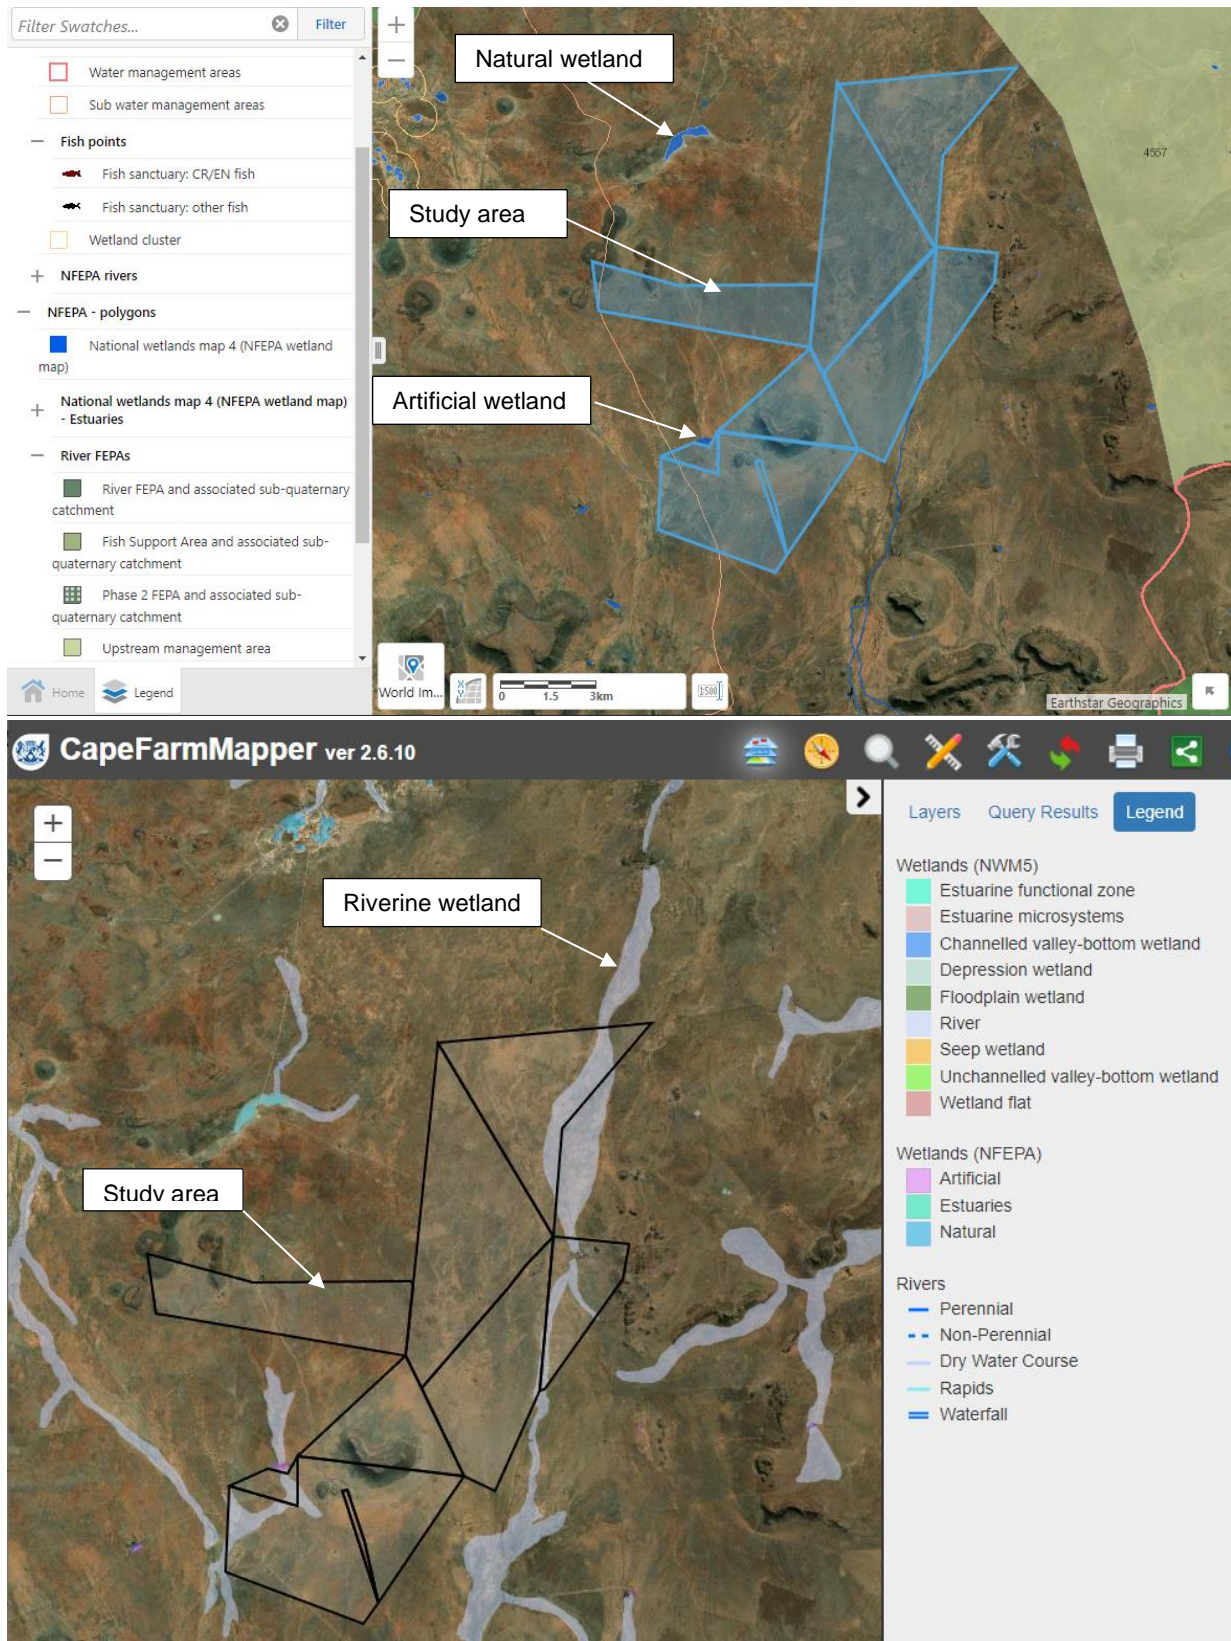 Filter Swatches...
Filter
Water management areas
Sub water management areas
Fish points
Fish sanctuary: CR/EN fish
Fish sanctuary: other fish
Wetland cluster
NFEPA rivers
NFEPA - polygons
National wetlands map 4 (NFEPA wetland
map)
National wetlands map 4 (NFEPA wetland map)
- Estuaries
River FEPAs
River FEPA and associated sub-quaternary
catchment
Fish Support Area and associated sub-
quaternary catchment
Phase 2 FEPA and associated sub-
quaternary catchment
Upstream management area
Home
Legend
Natural wetland
Study area
Artificial wetland
4557
World Im...
0 1.5 3km
Earthstar Geographics
CapeFarmMapper ver 2.6.10
Riverine wetland
Study area
Layers
Query Results
Legend
Wetlands (NWM5)
Estuarine functional zone
Estuarine microsystems
Channelled valley-bottom wetland
Depression wetland
Floodplain wetland
River
Seep wetland
Unchannelled valley-bottom wetland
Wetland flat
Wetlands (NFEPA)
Artificial
Estuaries
Natural
Rivers
Perennial
Non-Perennial
Dry Water Course
Rapids
Waterfall